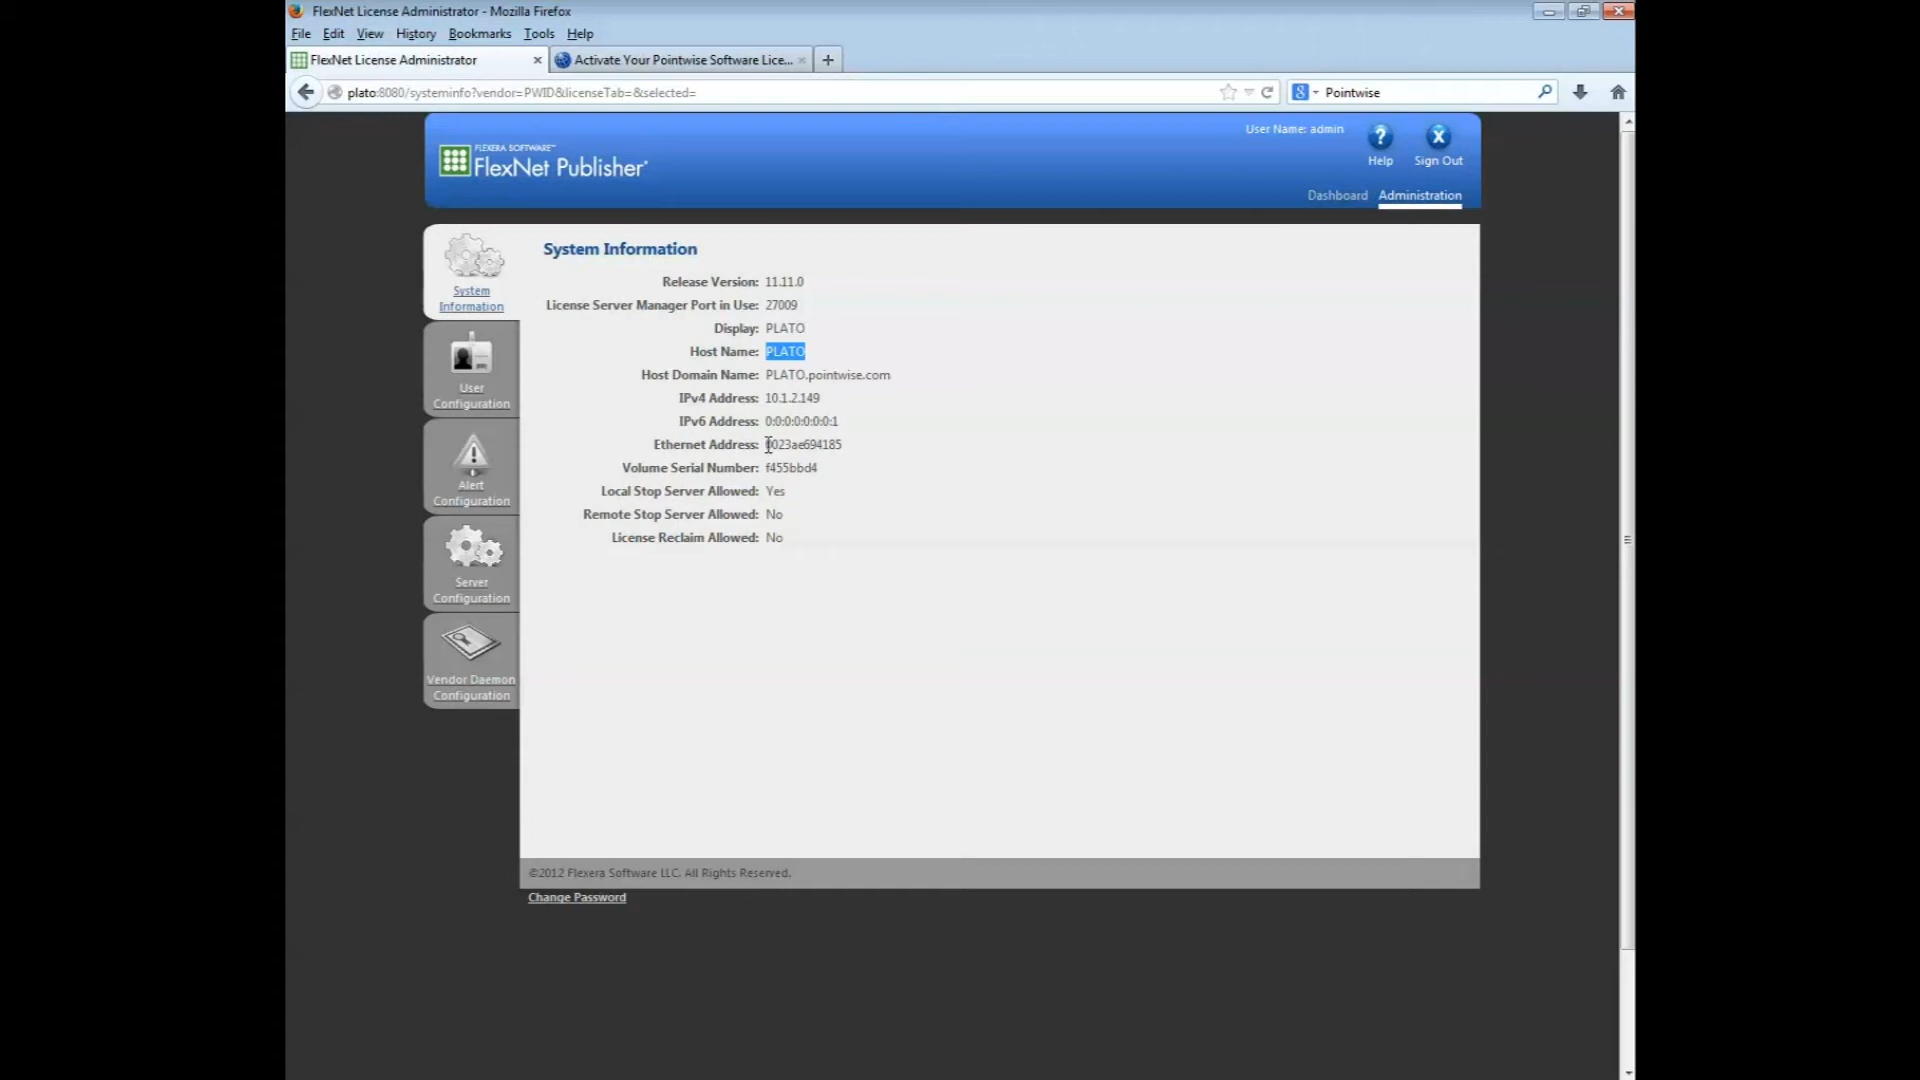 FlexNet License Administrator - Mozilla Firefox
File Edit View History Bookmarks Tools Help
FlexNet License Administrator
Activate Your Pointwise Software Lice...
plato:8080/systeminfo?vendor=PWID&licenseTab=&selected=
Pointwise
User Name: admin
FLEXERA SOFTWARE™
FlexNet Publisher
Help
Sign Out
Dashboard Administration
System Information
User Configuration
Alert Configuration
Server Configuration
Vendor Daemon Configuration
System Information
Release Version: 11.11.0
License Server Manager Port in Use: 27009
Display: PLATO
Host Name: PLATO
Host Domain Name: PLATO.pointwise.com
IPv4 Address: 10.1.2.149
IPv6 Address: 0:0:0:0:0:0:0:1
Ethernet Address: 0023ae694185
Volume Serial Number: f455bbd4
Local Stop Server Allowed: Yes
Remote Stop Server Allowed: No
License Reclaim Allowed: No
©2012 Flexera Software LLC. All Rights Reserved.
Change Password